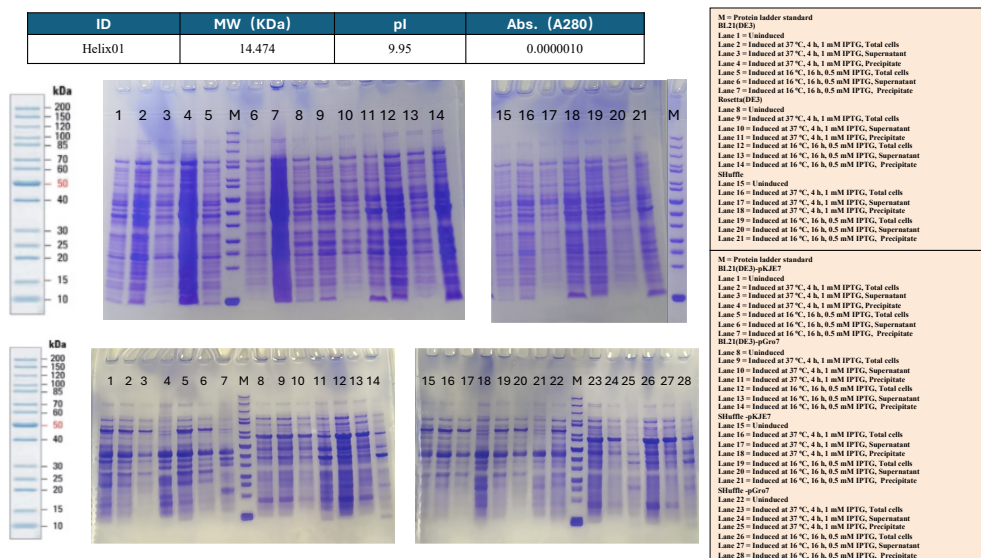 ID MW (KDa) pI Abs. (A280)
Helix01 14.474 9.95 0.0000010
kDa
200
150
120
100
85
70
60
50
40
30
25
20
15
10
1 2 3 4 5 M 6 7 8 9 10 11 12 13 14
15 16 17 18 19 20 21 M
M = Protein ladder standard
BL21(DE3)
Lane 1 = Uninduced
Lane 2 = Induced at 37 ºC, 4 h, 1 mM IPTG, Total cells
Lane 3 = Induced at 37 ºC, 4 h, 1 mM IPTG, Supernatant
Lane 4 = Induced at 37 ºC, 4 h, 1 mM IPTG, Precipitate
Lane 5 = Induced at 16 ºC, 16 h, 0.5 mM IPTG, Total cells
Lane 6 = Induced at 16 ºC, 16 h, 0.5 mM IPTG, Supernatant
Lane 7 = Induced at 16 ºC, 16 h, 0.5 mM IPTG, Precipitate
Rosetta(DE3)
Lane 8 = Uninduced
Lane 9 = Induced at 37 ºC, 4 h, 1 mM IPTG, Total cells
Lane 10 = Induced at 37 ºC, 4 h, 1 mM IPTG, Supernatant
Lane 11 = Induced at 37 ºC, 4 h, 1 mM IPTG, Precipitate
Lane 12 = Induced at 16 ºC, 16 h, 0.5 mM IPTG, Total cells
Lane 13 = Induced at 16 ºC, 16 h, 0.5 mM IPTG, Supernatant
Lane 14 = Induced at 16 ºC, 16 h, 0.5 mM IPTG, Precipitate
SHuffle
Lane 15 = Uninduced
Lane 16 = Induced at 37 ºC, 4 h, 1 mM IPTG, Total cells
Lane 17 = Induced at 37 ºC, 4 h, 1 mM IPTG, Supernatant
Lane 18 = Induced at 37 ºC, 4 h, 1 mM IPTG, Precipitate
Lane 19 = Induced at 16 ºC, 16 h, 0.5 mM IPTG, Total cells
Lane 20 = Induced at 16 ºC, 16 h, 0.5 mM IPTG, Supernatant
Lane 21 = Induced at 16 ºC, 16 h, 0.5 mM IPTG, Precipitate
kDa
200
150
120
100
85
70
60
50
40
30
25
20
15
10
1 2 3 4 5 6 7 M 8 9 10 11 12 13 14
15 16 17 18 19 20 21 22 M 23 24 25 26 27 28
M = Protein ladder standard
BL21(DE3)-pKJE7
Lane 1 = Uninduced
Lane 2 = Induced at 37 ºC, 4 h, 1 mM IPTG, Total cells
Lane 3 = Induced at 37 ºC, 4 h, 1 mM IPTG, Supernatant
Lane 4 = Induced at 37 ºC, 4 h, 1 mM IPTG, Precipitate
Lane 5 = Induced at 16 ºC, 16 h, 0.5 mM IPTG, Total cells
Lane 6 = Induced at 16 ºC, 16 h, 0.5 mM IPTG, Supernatant
Lane 7 = Induced at 16 ºC, 16 h, 0.5 mM IPTG, Precipitate
BL21(DE3)-pGro7
Lane 8 = Uninduced
Lane 9 = Induced at 37 ºC, 4 h, 1 mM IPTG, Total cells
Lane 10 = Induced at 37 ºC, 4 h, 1 mM IPTG, Supernatant
Lane 11 = Induced at 37 ºC, 4 h, 1 mM IPTG, Precipitate
Lane 12 = Induced at 16 ºC, 16 h, 0.5 mM IPTG, Total cells
Lane 13 = Induced at 16 ºC, 16 h, 0.5 mM IPTG, Supernatant
Lane 14 = Induced at 16 ºC, 16 h, 0.5 mM IPTG, Precipitate
SHuffle -pKJE7
Lane 15 = Uninduced
Lane 16 = Induced at 37 ºC, 4 h, 1 mM IPTG, Total cells
Lane 17 = Induced at 37 ºC, 4 h, 1 mM IPTG, Supernatant
Lane 18 = Induced at 37 ºC, 4 h, 1 mM IPTG, Precipitate
Lane 19 = Induced at 16 ºC, 16 h, 0.5 mM IPTG, Total cells
Lane 20 = Induced at 16 ºC, 16 h, 0.5 mM IPTG, Supernatant
Lane 21 = Induced at 16 ºC, 16 h, 0.5 mM IPTG, Precipitate
SHuffle -pGro7
Lane 22 = Uninduced
Lane 23 = Induced at 37 ºC, 4 h, 1 mM IPTG, Total cells
Lane 24 = Induced at 37 ºC, 4 h, 1 mM IPTG, Supernatant
Lane 25 = Induced at 37 ºC, 4 h, 1 mM IPTG, Precipitate
Lane 26 = Induced at 16 ºC, 16 h, 0.5 mM IPTG, Total cells
Lane 27 = Induced at 16 ºC, 16 h, 0.5 mM IPTG, Supernatant
Lane 28 = Induced at 16 ºC, 16 h, 0.5 mM IPTG, Precipitate